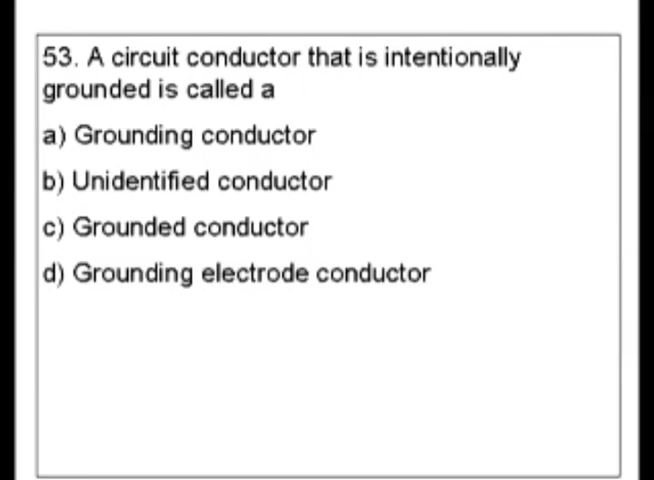 53. A circuit conductor that is intentionally
grounded is called a
a) Grounding conductor
b) Unidentified conductor
c) Grounded conductor
d) Grounding electrode conductor